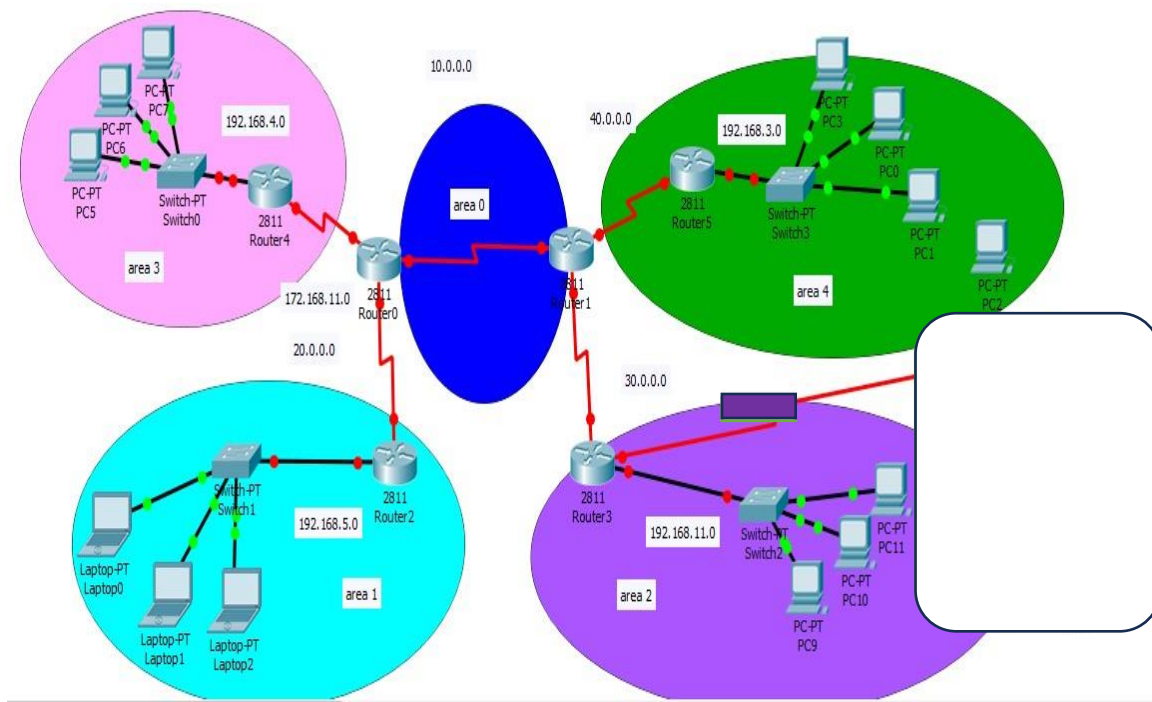 10.0.0.0
PC-PT
PC7
PC-PT
PC6
PC-PT
PC5
192.168.4.0
Switch-PT
Switch0
2811
Router4
area 3
area 0
2811
Router0
172.168.11.0
20.0.0.0
2811
Router1
40.0.0.0
192.168.3.0
PC-PT
PC3
PC-PT
PC0
2811
Router5
Switch-PT
Switch3
PC-PT
PC1
PC-PT
PC2
area 4
30.0.0.0
Switch-PT
Switch1
2811
Router2
192.168.5.0
Laptop-PT
Laptop0
Laptop-PT
Laptop1
Laptop-PT
Laptop2
area 1
2811
Router3
192.168.11.0
Switch-PT
Switch2
PC-PT
PC11
PC-PT
PC10
PC-PT
PC9
area 2